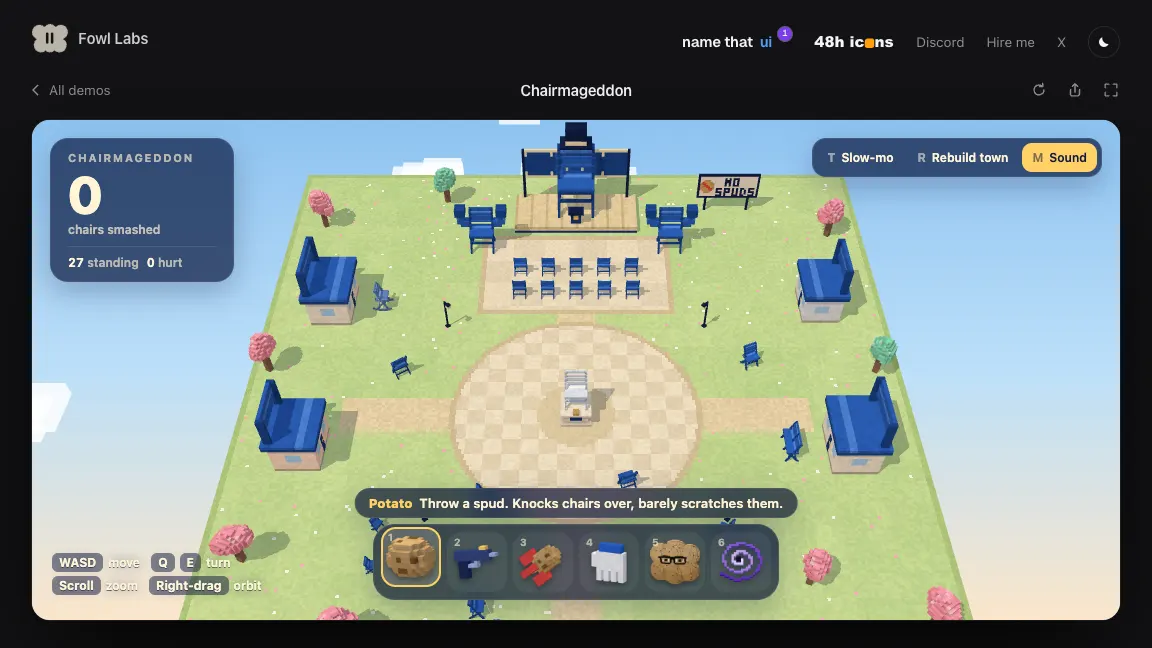 Fowl Labs
name that ui 1
48h icons
Discord
Hire me
X
All demos
Chairmageddon
CHAIRMAGEDDON
0
chairs smashed
27 standing 0 hurt
T Slow-mo
R Rebuild town
M Sound
NO
SPUDS
Potato Throw a spud. Knocks chairs over, barely scratches them.
1 2 3 4 5 6
WASD move Q E turn
Scroll zoom Right-drag orbit